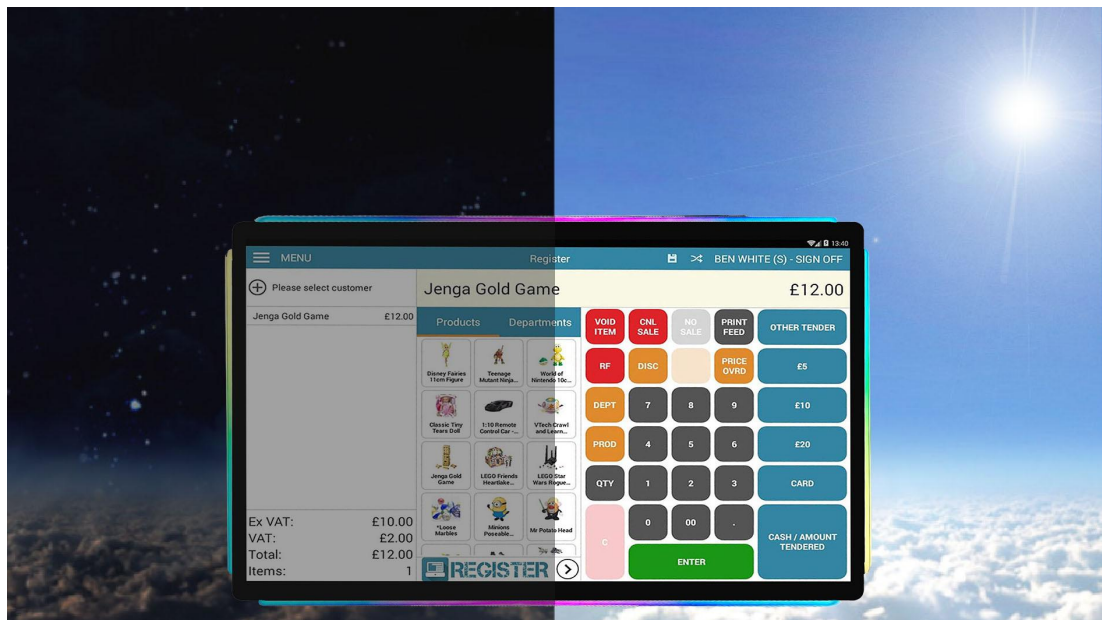 13:40
MENU
Register
BEN WHITE (S) - SIGN OFF
Please select customer
Jenga Gold Game £12.00
Jenga Gold Game £12.00
Products
Departments
Disney Fairies
11cm Figure
Teenage
Mutant Ninja...
World of
Nintendo 10c...
Classic Tiny
Tears Doll
1:10 Remote
Control Car -...
VTech Crawl
and Learn...
Jenga Gold
Game
LEGO Friends
Heartlake...
LEGO Star
Wars Rogue...
*Loose
Marbles
Minions
Poseable...
Mr Potato Head
REGISTER
VOID
ITEM
CNL
SALE
NO
SALE
PRINT
FEED
OTHER TENDER
RF
DISC
PRICE
OVRD
£5
DEPT
7
8
9
£10
PROD
4
5
6
£20
QTY
1
2
3
CARD
C
0
00
.
CASH / AMOUNT
TENDERED
ENTER
Ex VAT: £10.00
VAT: £2.00
Total: £12.00
Items: 1